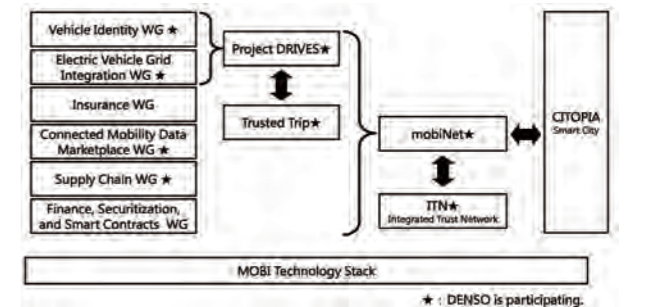 Vehicle Identity WG ★
Electric Vehicle Grid
Integration WG ★
Insurance WG
Connected Mobility Data
Marketplace WG ★
Supply Chain WG ★
Finance, Securitization,
and Smart Contracts WG
Project DRIVES★
Trusted Trip★
mobiNet★
ITN★
Integrated Trust Network
CITOPIA
Smart City
MOBI Technology Stack
★ : DENSO is participating.